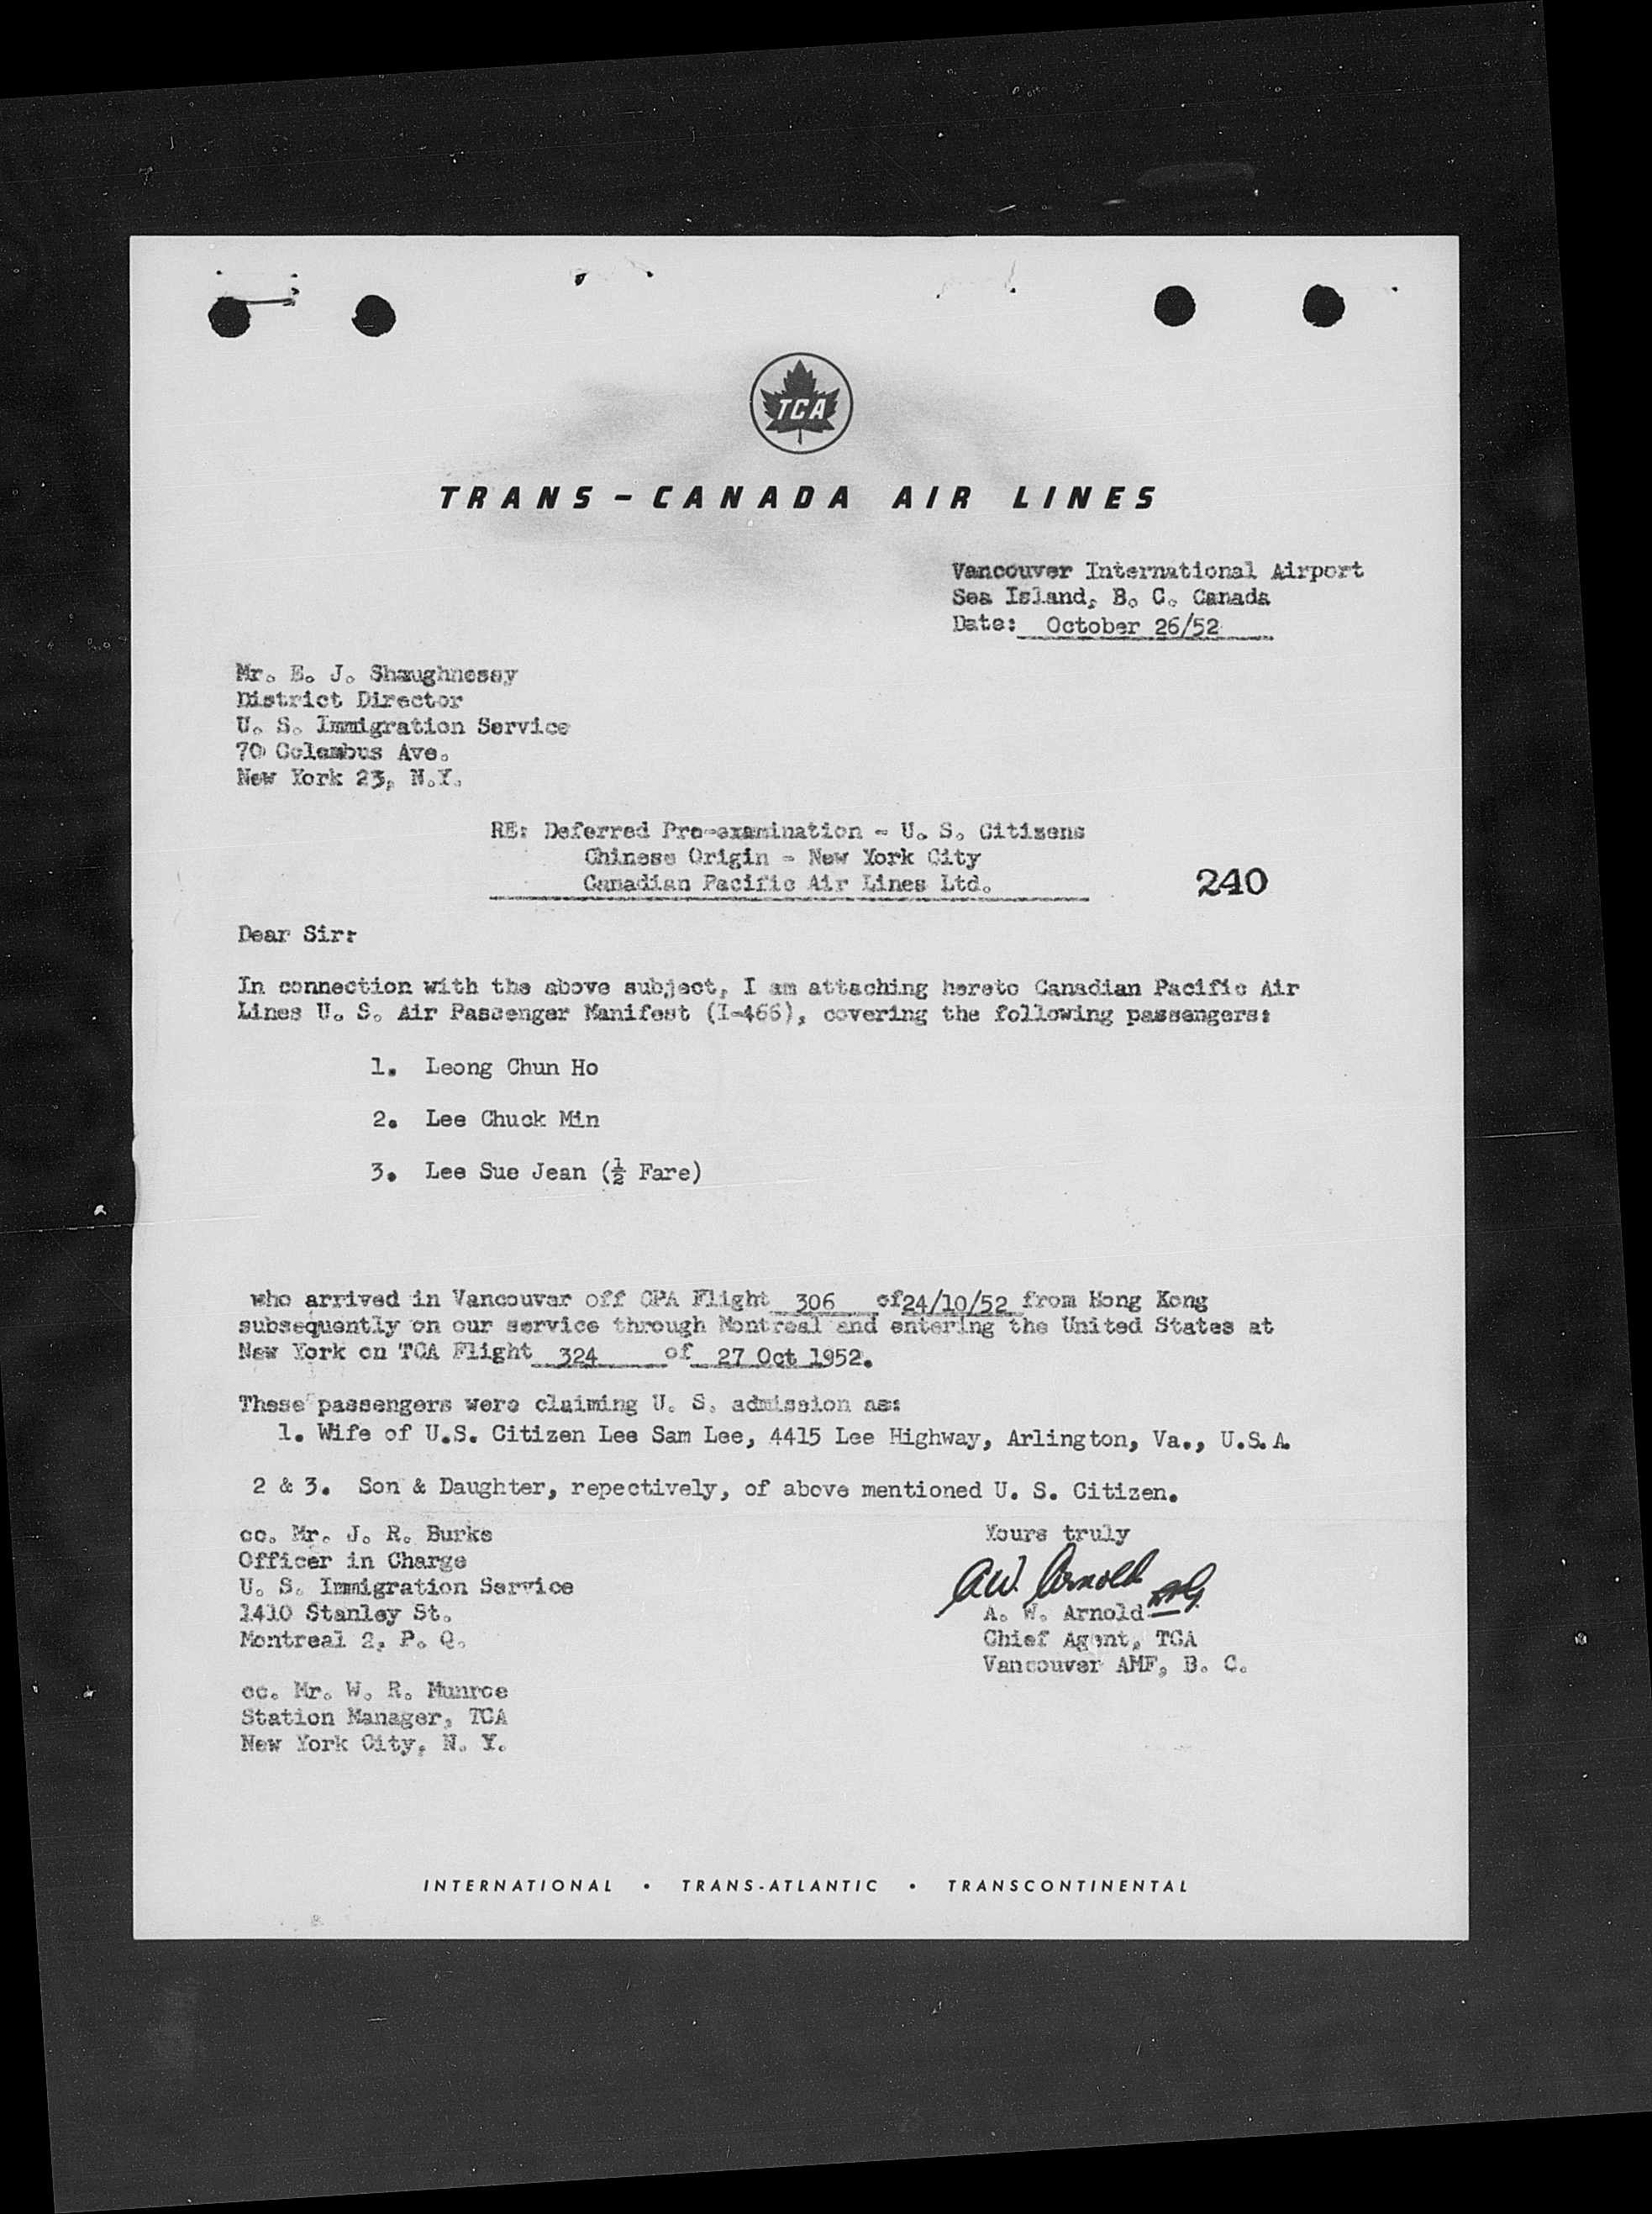 TCA
TRANS-CANADA AIR LINES
Vancouver International Airport
Sea Island, B. C. Canada
Date: October 26/52
Mr. E. J. Shaughnessy
District Director
U. S. Immigration Service
70 Columbus Ave.
New York 23, N.Y.
RE: Deferred Pre-examination - U. S. Citizens
Chinese Origin - New York City
Canadian Pacific Air Lines Ltd.
240
Dear Sir:
In connection with the above subject, I am attaching hereto Canadian Pacific Air
Lines U. S. Air Passenger Manifest (I-466), covering the following passengers:
1. Leong Chun Ho
2. Lee Chuck Min
3. Lee Sue Jean (½ Fare)
who arrived in Vancouver off CPA Flight 306 of 24/10/52 from Hong Kong
subsequently on our service through Montreal and entering the United States at
New York on TCA Flight 324 of 27 Oct 1952.
These passengers were claiming U. S. admission as:
1. Wife of U.S. Citizen Lee Sam Lee, 4415 Lee Highway, Arlington, Va., U.S.A.
2 & 3. Son & Daughter, repectively, of above mentioned U. S. Citizen.
cc. Mr. J. R. Burke
Officer in Charge
U. S. Immigration Service
1410 Stanley St.
Montreal 2, P. Q.
Yours truly
A.W. Arnold
A. W. Arnold
Chief Agent, TCA
Vancouver AMF, B. C.
cc. Mr. W. R. Munroe
Station Manager, TCA
New York City, N. Y.
INTERNATIONAL • TRANS-ATLANTIC • TRANSCONTINENTAL